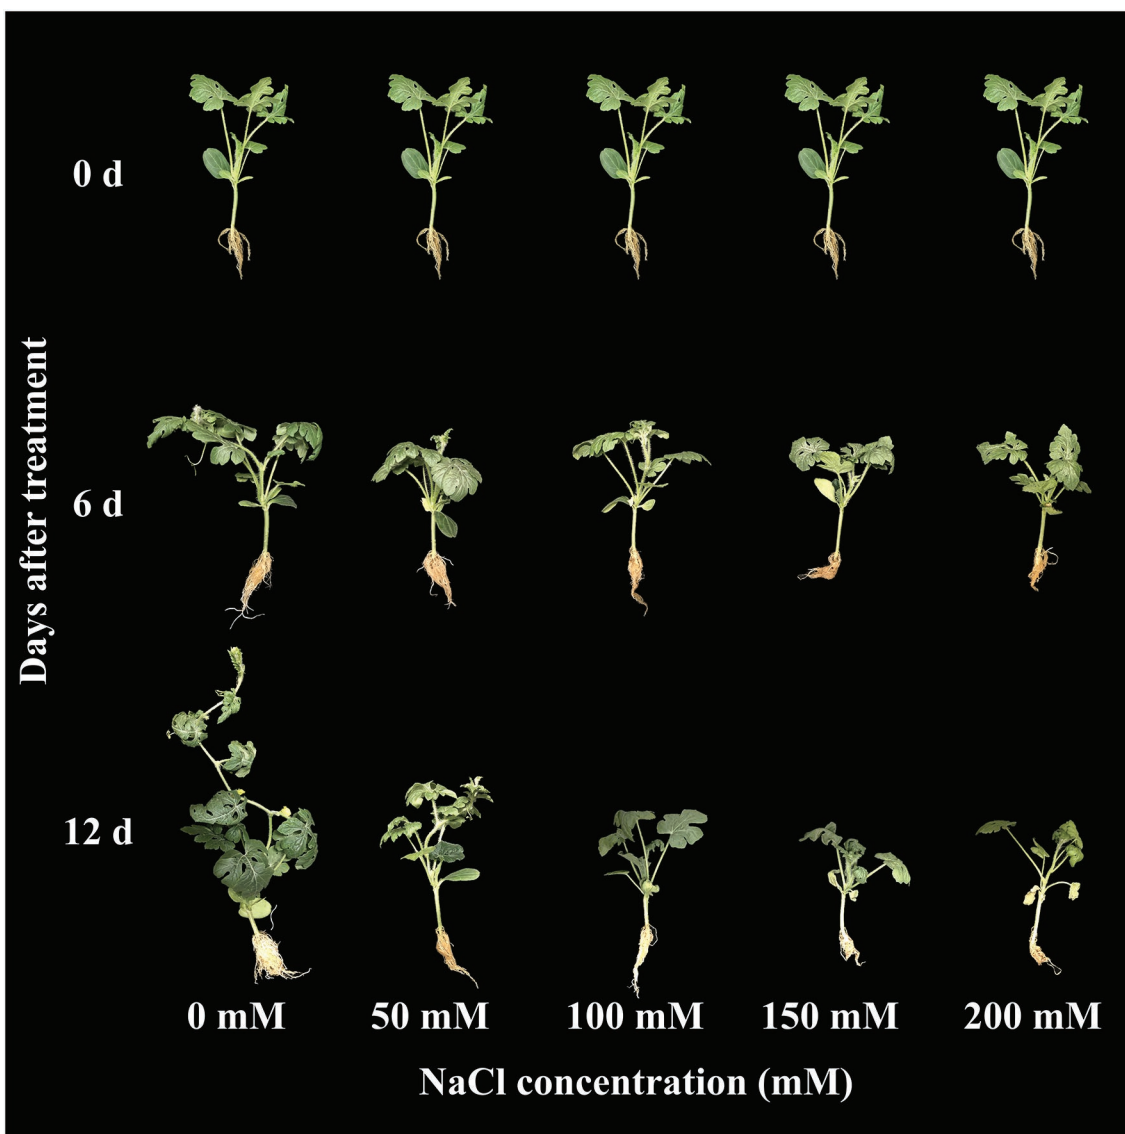 Days after treatment
0 d
6 d
12 d
0 mM
50 mM
100 mM
150 mM
200 mM
NaCl concentration (mM)